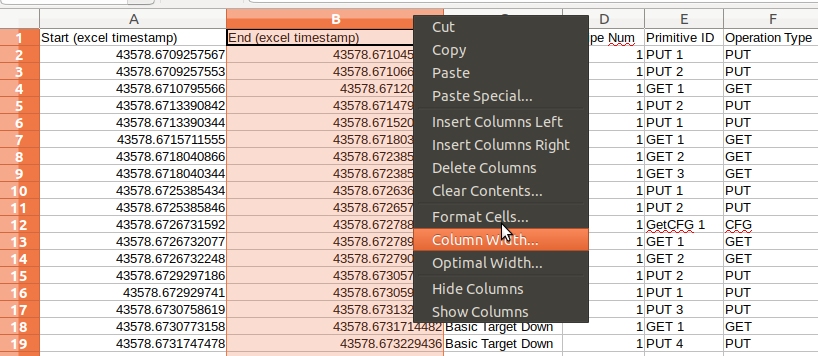 A B D E F
1 Start (excel timestamp) End (excel timestamp) pe Num Primitive ID Operation Type
2 43578.6709257567 43578.671045 1 PUT 1 PUT
3 43578.6709257553 43578.671066 1 PUT 2 PUT
4 43578.6710795566 43578.67120 1 GET 1 GET
5 43578.6713390842 43578.671479 1 PUT 2 PUT
6 43578.6713390344 43578.671520 1 PUT 1 PUT
7 43578.6715711555 43578.671803 1 GET 1 GET
8 43578.6718040866 43578.672385 1 GET 2 GET
9 43578.6718040344 43578.672385 1 GET 3 GET
10 43578.6725385434 43578.672636 1 PUT 1 PUT
11 43578.6725385846 43578.672657 1 PUT 2 PUT
12 43578.6726731592 43578.672788 1 GetCFG 1 CFG
13 43578.6726732077 43578.672789 1 GET 1 GET
14 43578.6726732248 43578.672790 1 GET 2 GET
15 43578.6729297186 43578.673057 1 PUT 2 PUT
16 43578.672929741 43578.673059 1 PUT 1 PUT
17 43578.6730758619 43578.673132 1 PUT 3 PUT
18 43578.6730773158 43578.6731714482 Basic Target Down 1 GET 1 GET
19 43578.6731747478 43578.673229436 Basic Target Down 1 PUT 4 PUT
Cut
Copy
Paste
Paste Special...
Insert Columns Left
Insert Columns Right
Delete Columns
Clear Contents...
Format Cells...
Column Width...
Optimal Width...
Hide Columns
Show Columns